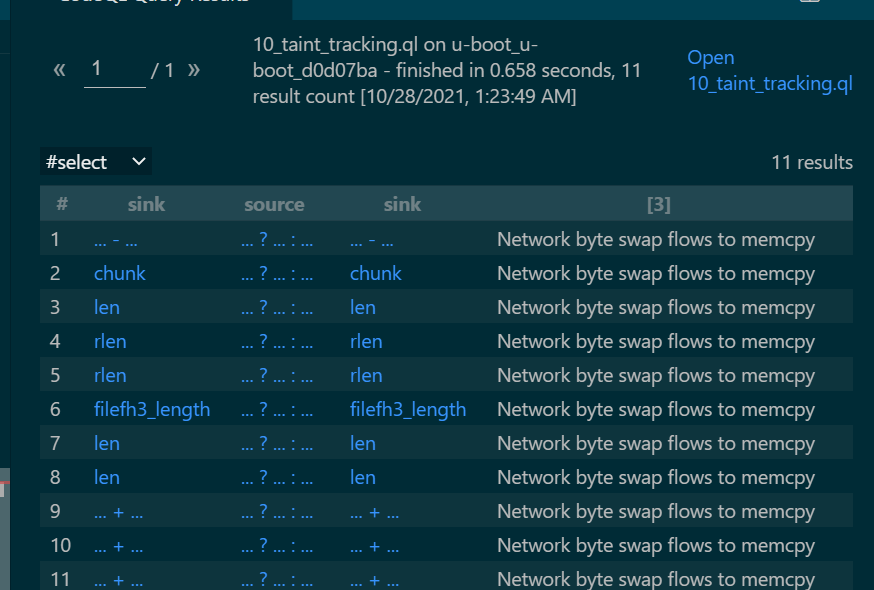 CodeQL Query Results
« 1 / 1 »
10_taint_tracking.ql on u-boot_u-
boot_d0d07ba - finished in 0.658 seconds, 11
result count [10/28/2021, 1:23:49 AM]
Open
10_taint_tracking.ql
#select 11 results
# sink source sink [3]
1 ... - ... ... ? ... : ... ... - ... Network byte swap flows to memcpy
2 chunk ... ? ... : ... chunk Network byte swap flows to memcpy
3 len ... ? ... : ... len Network byte swap flows to memcpy
4 rlen ... ? ... : ... rlen Network byte swap flows to memcpy
5 rlen ... ? ... : ... rlen Network byte swap flows to memcpy
6 filefh3_length ... ? ... : ... filefh3_length Network byte swap flows to memcpy
7 len ... ? ... : ... len Network byte swap flows to memcpy
8 len ... ? ... : ... len Network byte swap flows to memcpy
9 ... + ... ... ? ... : ... ... + ... Network byte swap flows to memcpy
10 ... + ... ... ? ... : ... ... + ... Network byte swap flows to memcpy
11 ... + ... ... ? ... : ... ... + ... Network byte swap flows to memcpy